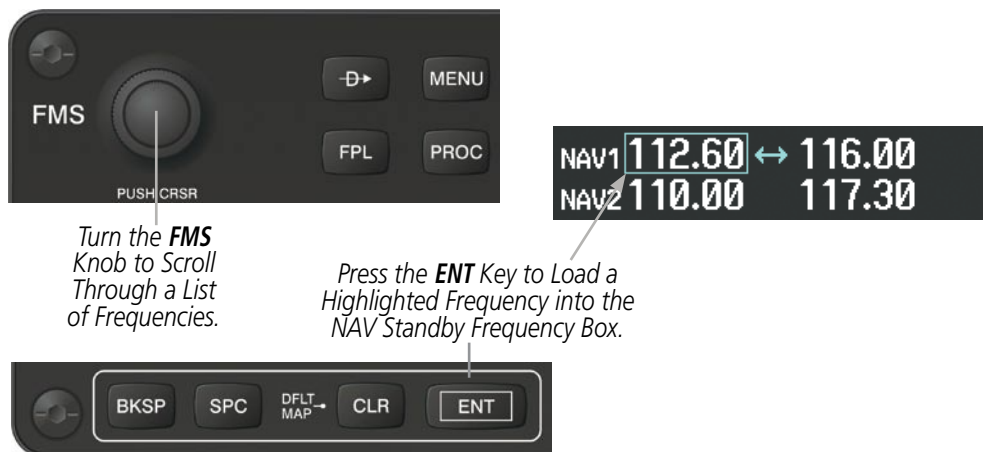 FMS
PUSH CRSR
D
MENU
FPL
PROC
NAV1 112.60 ↔ 116.00
NAV2 110.00 117.30
Turn the FMS
Knob to Scroll
Through a List
of Frequencies.
Press the ENT Key to Load a
Highlighted Frequency into the
NAV Standby Frequency Box.
BKSP
SPC
DFLT
MAP
CLR
ENT